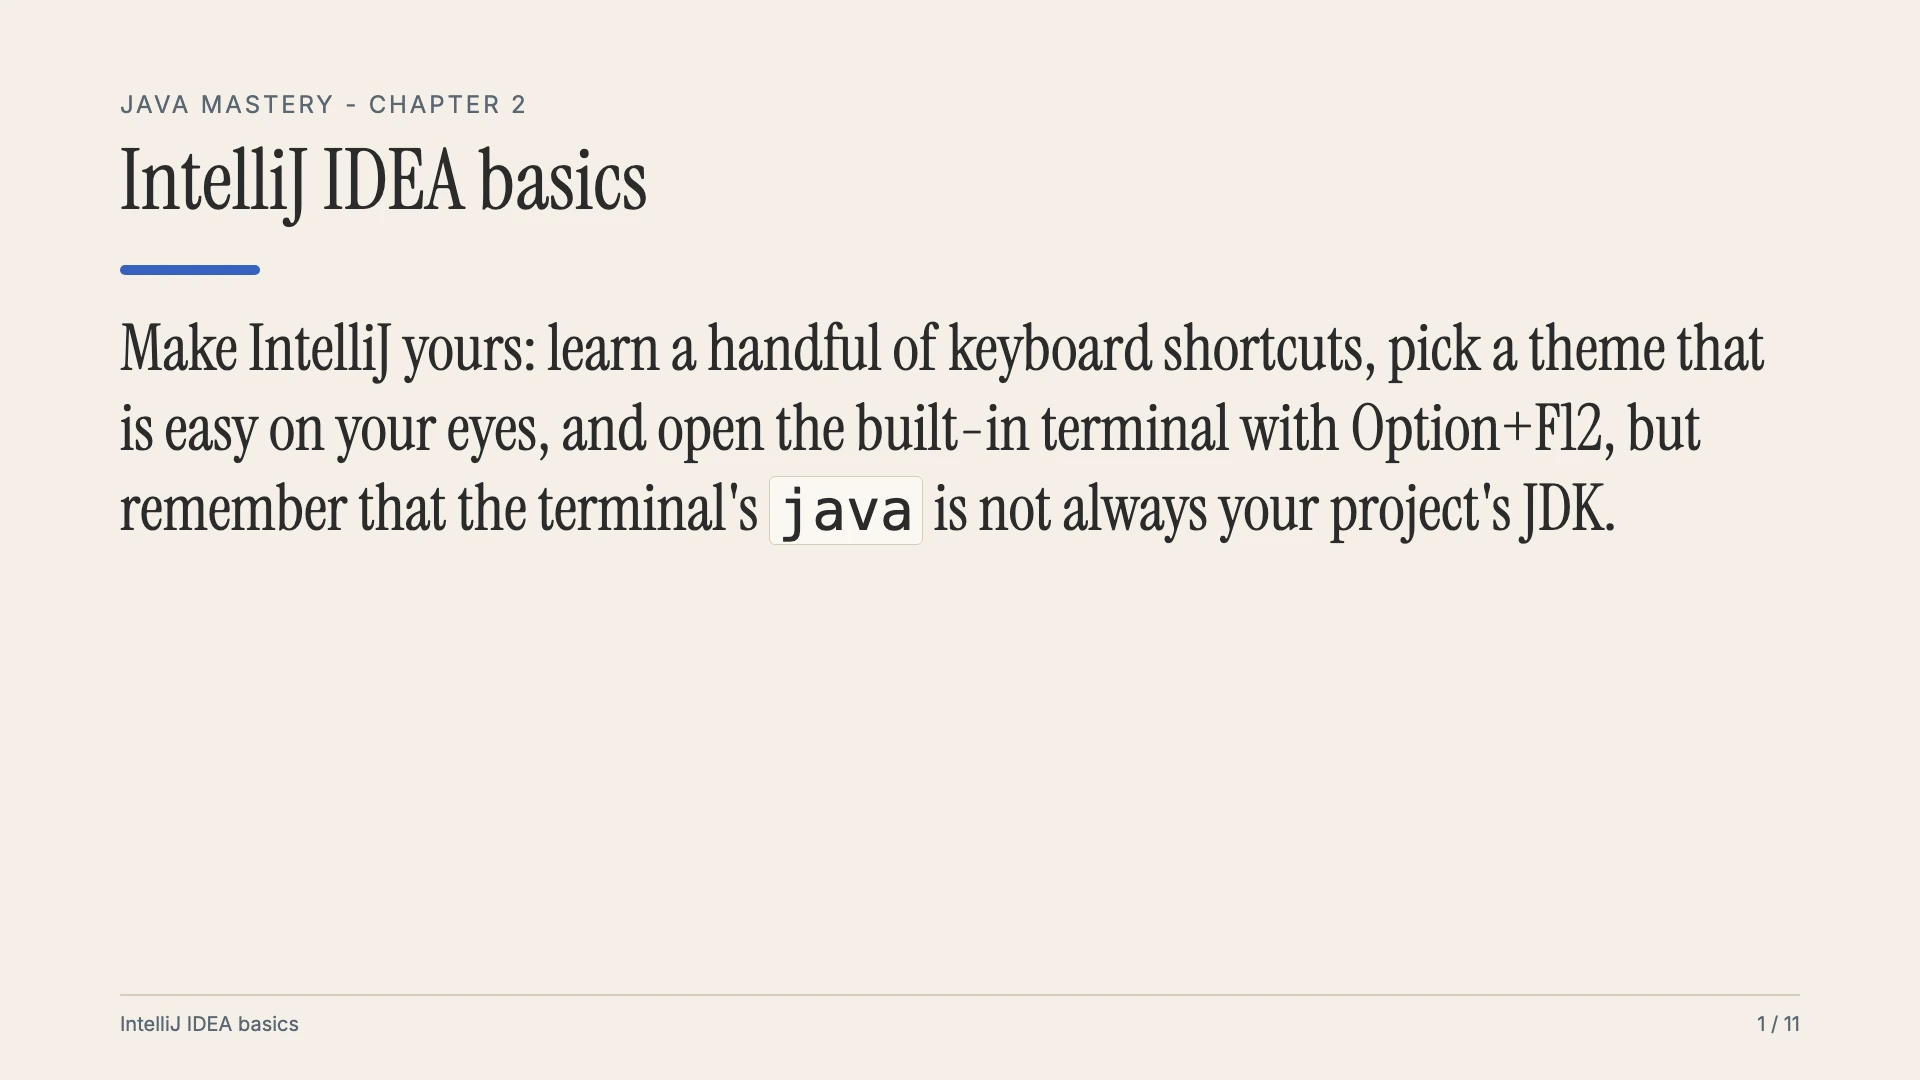 JAVA MASTERY - CHAPTER 2
IntelliJ IDEA basics
Make IntelliJ yours: learn a handful of keyboard shortcuts, pick a theme that
is easy on your eyes, and open the built-in terminal with Option+F12, but
remember that the terminal's java is not always your project's JDK.
IntelliJ IDEA basics
1 / 11